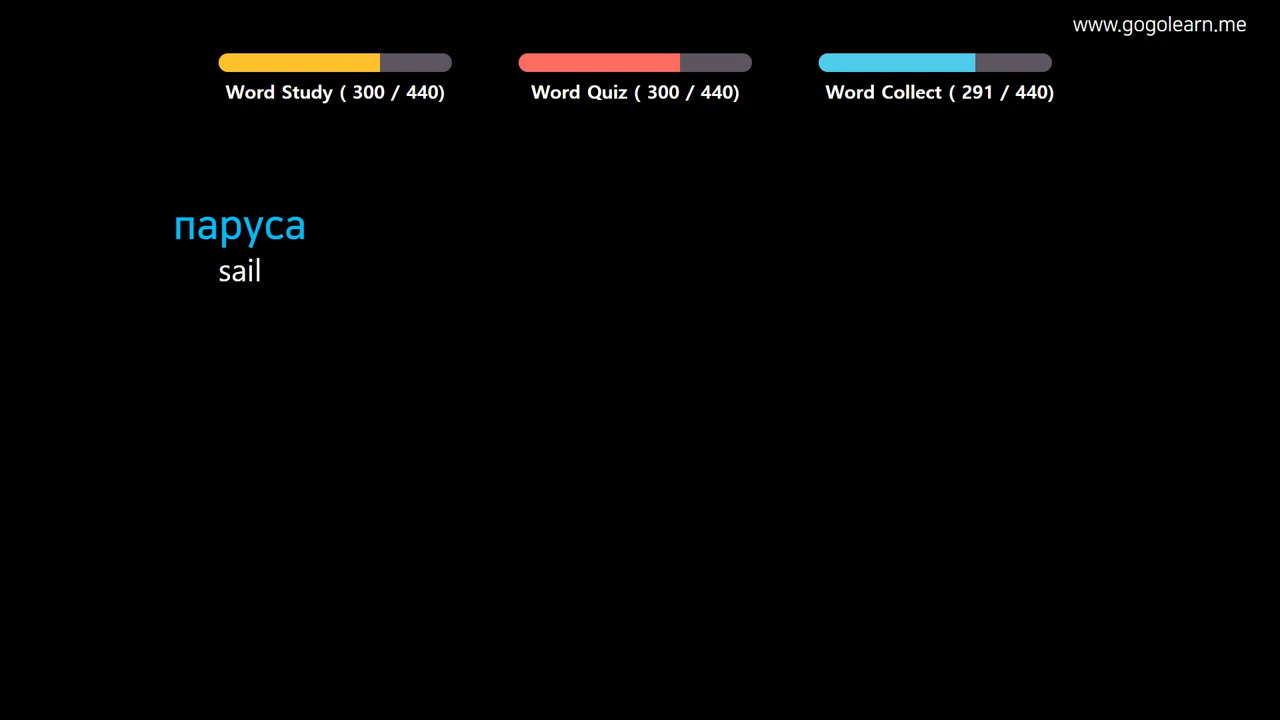 www.gogolearn.me
Word Study ( 300 / 440)
Word Quiz ( 300 / 440)
Word Collect ( 291 / 440)
паруса
sail